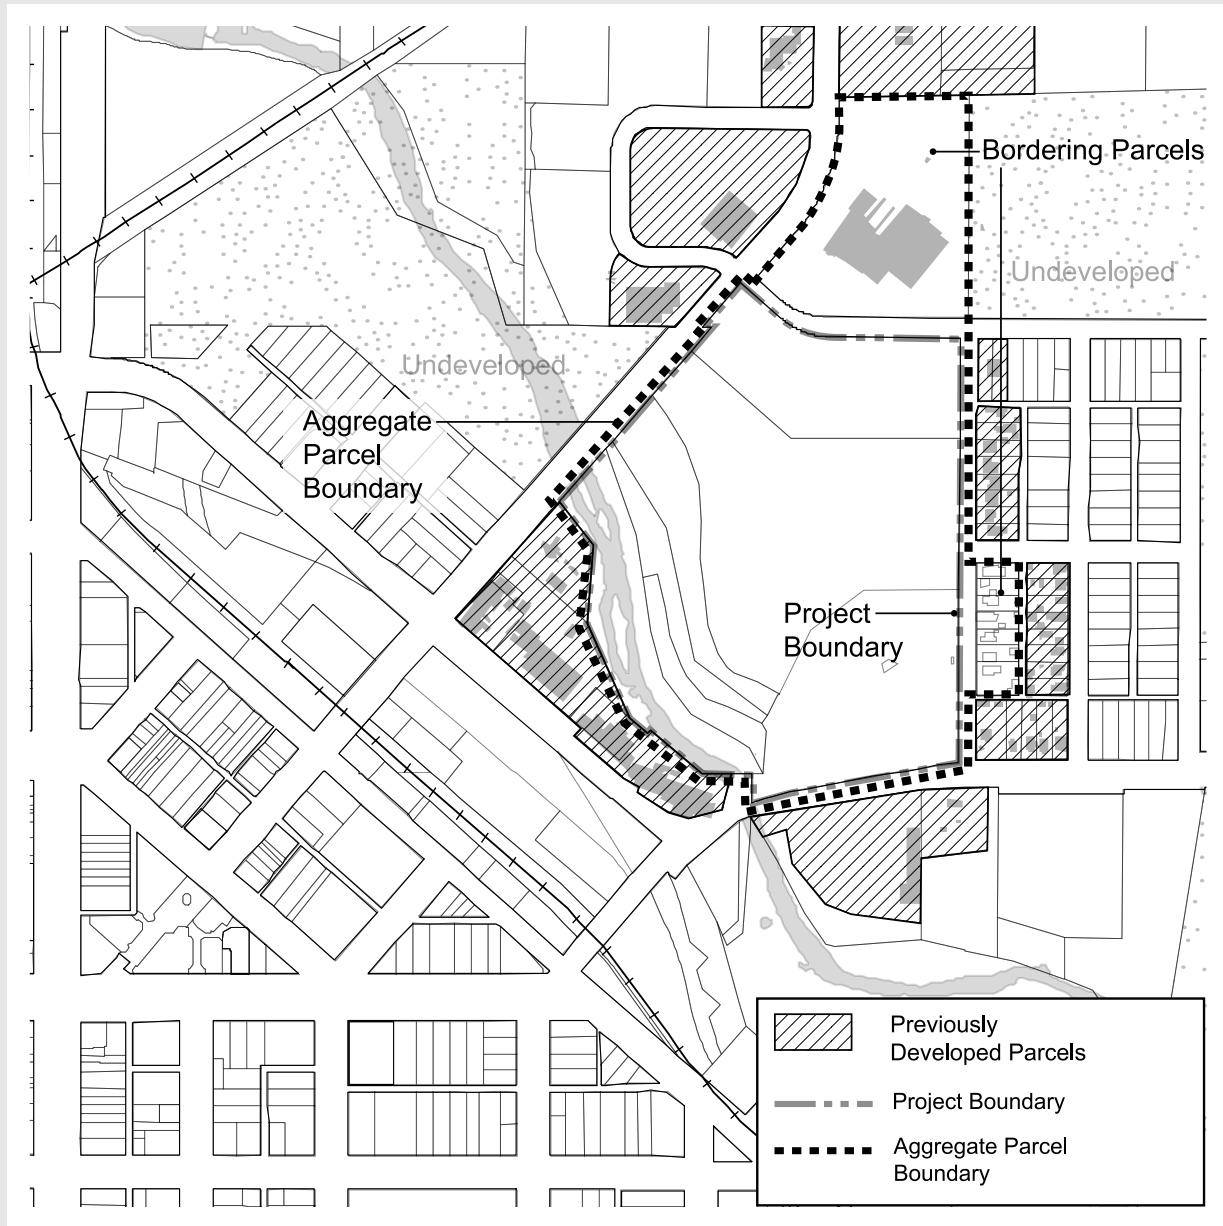 Bordering Parcels
Undeveloped
Undeveloped
Aggregate
Parcel
Boundary
Project
Boundary
Previously
Developed Parcels
Project Boundary
Aggregate Parcel
Boundary